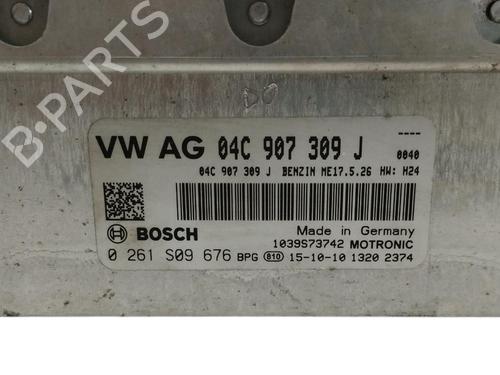 B-PARTS
DO
VW AG 04C 907 309 J ----
0040
04C 907 309 J BENZIN ME17.5.26 HW: H24
BOSCH
Made in Germany
1039S73742 MOTRONIC
0 261 S09 676 BPG 810 15-10-10 1320 2374